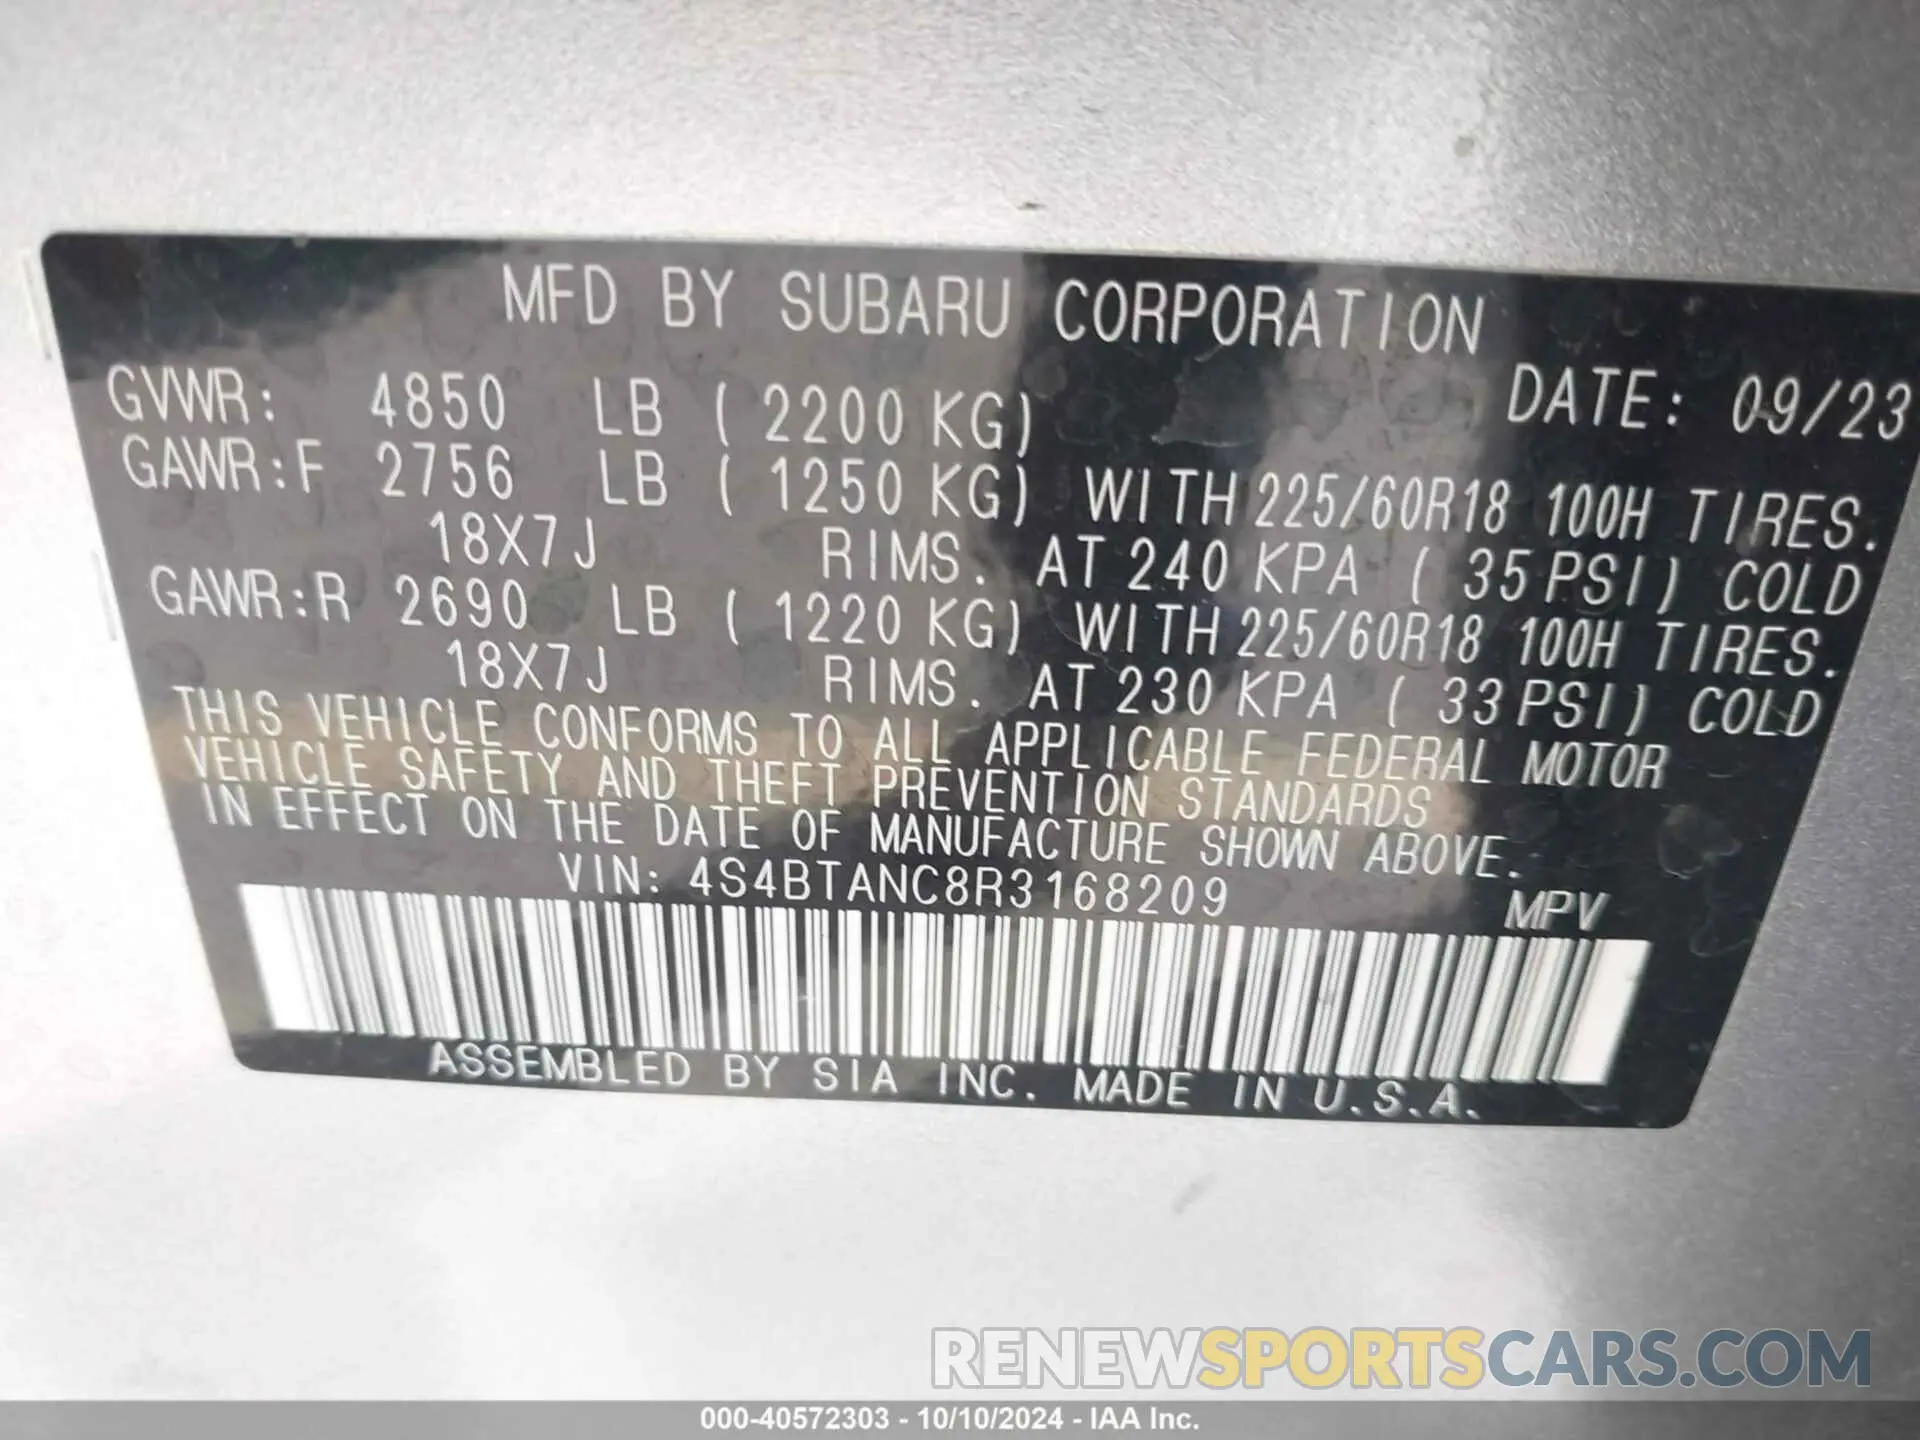 MFD BY SUBARU CORPORATION
GVWR: 4850 LB ( 2200 KG) DATE: 09/23
GAWR:F 2756 LB ( 1250 KG) WITH 225/60R18 100H TIRES.
18X7J RIMS. AT 240 KPA ( 35 PSI) COLD
GAWR:R 2690 LB ( 1220 KG) WITH 225/60R18 100H TIRES.
18X7J RIMS. AT 230 KPA ( 33 PSI) COLD
THIS VEHICLE CONFORMS TO ALL APPLICABLE FEDERAL MOTOR
VEHICLE SAFETY AND THEFT PREVENTION STANDARDS
IN EFFECT ON THE DATE OF MANUFACTURE SHOWN ABOVE.
VIN: 4S4BTANC8R3168209 MPV
ASSEMBLED BY SIA INC. MADE IN U.S.A.
RENEWSPORTSCARS.COM
000-40572303 - 10/10/2024 - IAA Inc.